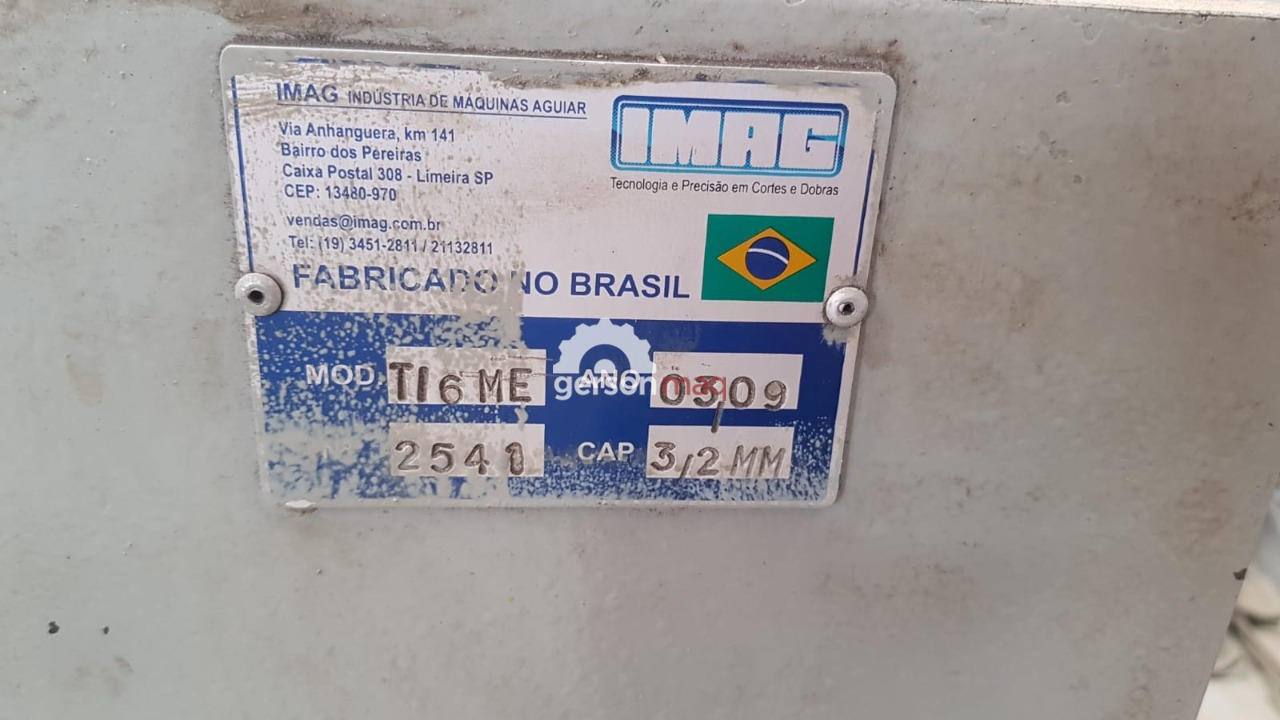 IMAG INDÚSTRIA DE MÁQUINAS AGUIAR
Via Anhanguera, km 141
Bairro dos Pereiras
Caixa Postal 308 - Limeira SP
CEP: 13480-970
vendas@imag.com.br
Tel: (19) 3451-2811 / 21132811
IMAG
Tecnologia e Precisão em Cortes e Dobras
FABRICADO NO BRASIL
MOD. TI6ME ANO 03/09
2541 CAP 3/2 MM
gersonmaq